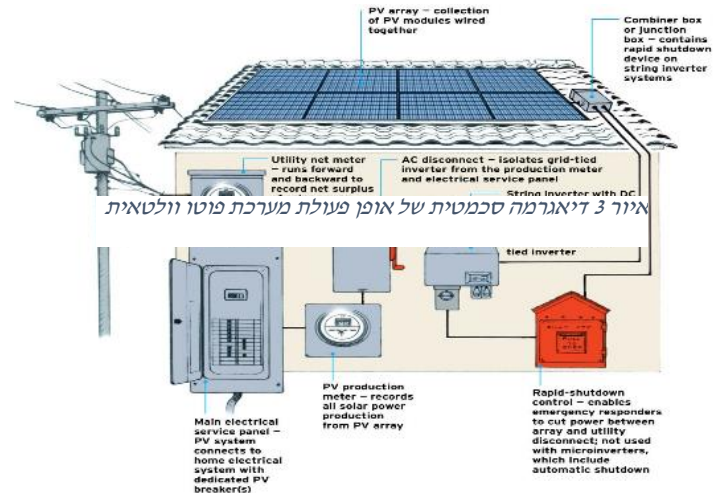 PV array – collection
of PV modules wired
together
Combiner box
or junction
box – contains
rapid shutdown
device on
string inverter
systems
Utility net meter
– runs forward
and backward to
record net surplus
AC disconnect – isolates grid-tied
inverter from the production meter
and electrical service panel
String inverter with DC
איור 3 דיאגרמה סכמטית של אופן פעולת מערכת פוטו וולטאית
tied inverter
PV production
meter – records
all solar power
production
from PV array
Main electrical
service panel –
PV system
connects to
home electrical
system with
dedicated PV
breaker(s)
Rapid-shutdown
control – enables
emergency responders
to cut power between
array and utility
disconnect; not used
with microinverters,
which include
automatic shutdown